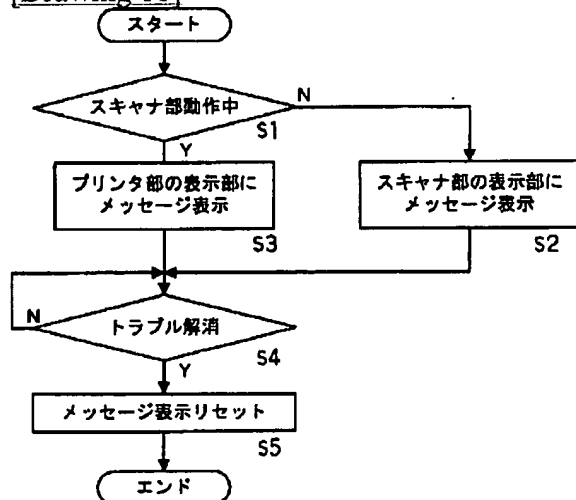 スタート
スキャナ部動作中
N
S1
Y
プリンタ部の表示部に
メッセージ表示
S3
スキャナ部の表示部に
メッセージ表示
S2
N
トラブル解消
S4
Y
メッセージ表示リセット
S5
エンド